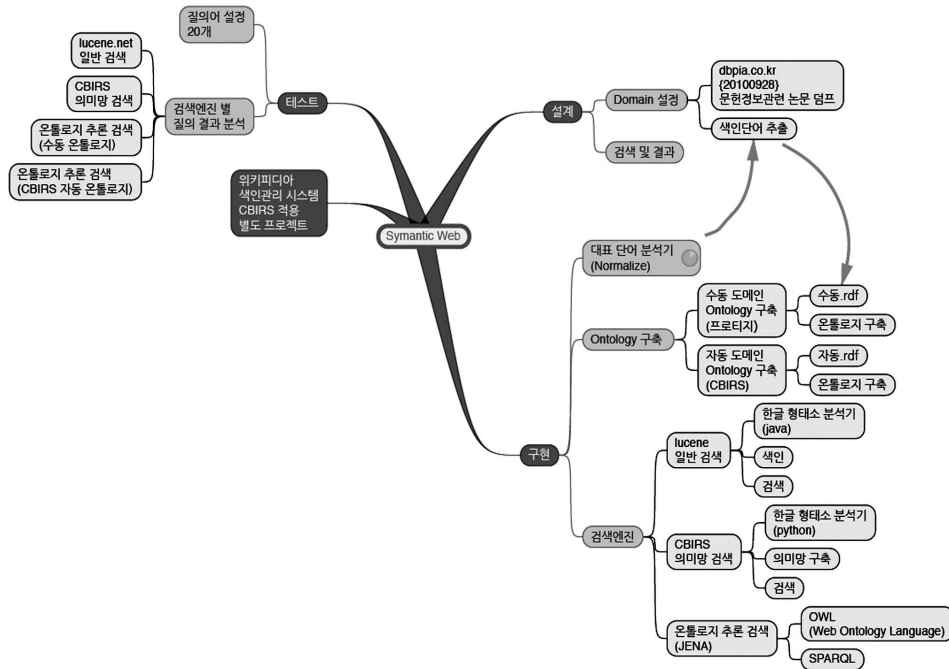 질의어 설정
20개
lucene.net
일반 검색
CBIRS
의미망 검색
온톨로지 추론 검색
(수동 온톨로지)
온톨로지 추론 검색
(CBIRS 자동 온톨로지)
검색엔진 별
질의 결과 분석
테스트
위키피디아
색인관리 시스템
CBIRS 적용
별도 프로젝트
Symantic Web
설계
Domain 설정
dbpia.co.kr
{20100928}
문헌정보관련 논문 덤프
색인단어 추출
검색 및 결과
구현
대표 단어 분석기
(Normalize)
Ontology 구축
수동 도메인
Ontology 구축
(프로티지)
수동.rdf
온톨로지 구축
자동 도메인
Ontology 구축
(CBIRS)
자동.rdf
온톨로지 구축
검색엔진
lucene
일반 검색
한글 형태소 분석기
(java)
색인
검색
CBIRS
의미망 검색
한글 형태소 분석기
(python)
의미망 구축
검색
온톨로지 추론 검색
(JENA)
OWL
(Web Ontology Language)
SPARQL